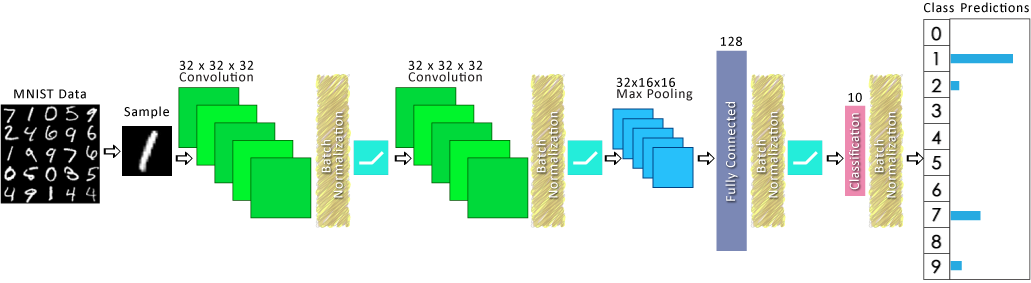 Class Predictions
MNIST Data
7 1 0 5 9
2 4 6 9 6
1 9 9 7 6
0 5 0 3 5
4 9 1 4 4
Sample
1
32 x 32 x 32
Convolution
Batch
Normalization
32 x 32 x 32
Convolution
Batch
Normalization
32x16x16
Max Pooling
128
Fully Connected
Batch
Normalization
10
Classification
Batch
Normalization
0
1
2
3
4
5
6
7
8
9